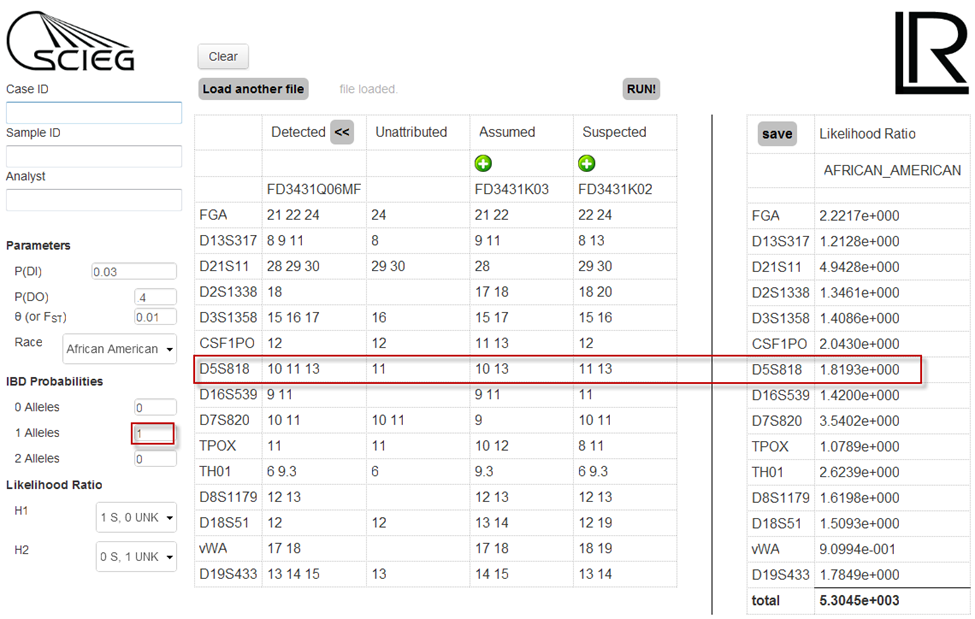 SCIEG
LR
Clear
Load another file file loaded. RUN!
Case ID
Sample ID
Analyst
Parameters
P(DI) 0.03
P(DO) .4
θ (or FST) 0.01
Race African American
IBD Probabilities
0 Alleles 0
1 Alleles 1
2 Alleles 0
Likelihood Ratio
H1 1 S, 0 UNK
H2 0 S, 1 UNK
Detected << Unattributed Assumed Suspected
FD3431Q06MF FD3431K03 FD3431K02
FGA 21 22 24 24 21 22 22 24
D13S317 8 9 11 8 9 11 8 13
D21S11 28 29 30 29 30 28 29 30
D2S1338 18 17 18 18 20
D3S1358 15 16 17 16 15 17 15 16
CSF1PO 12 12 11 13 12
D5S818 10 11 13 11 10 13 11 13
D16S539 9 11 9 11 11
D7S820 10 11 10 11 9 10 11
TPOX 11 11 10 12 8 11
TH01 6 9.3 6 9.3 6 9.3
D8S1179 12 13 12 13 12 13
D18S51 12 12 13 14 12 19
vWA 17 18 17 18 18 19
D19S433 13 14 15 13 14 15 13 14
save Likelihood Ratio
AFRICAN_AMERICAN
FGA 2.2217e+000
D13S317 1.2128e+000
D21S11 4.9428e+000
D2S1338 1.3461e+000
D3S1358 1.4086e+000
CSF1PO 2.0430e+000
D5S818 1.8193e+000
D16S539 1.4200e+000
D7S820 3.5402e+000
TPOX 1.0789e+000
TH01 2.6239e+000
D8S1179 1.6198e+000
D18S51 1.5093e+000
vWA 9.0994e-001
D19S433 1.7849e+000
total 5.3045e+003